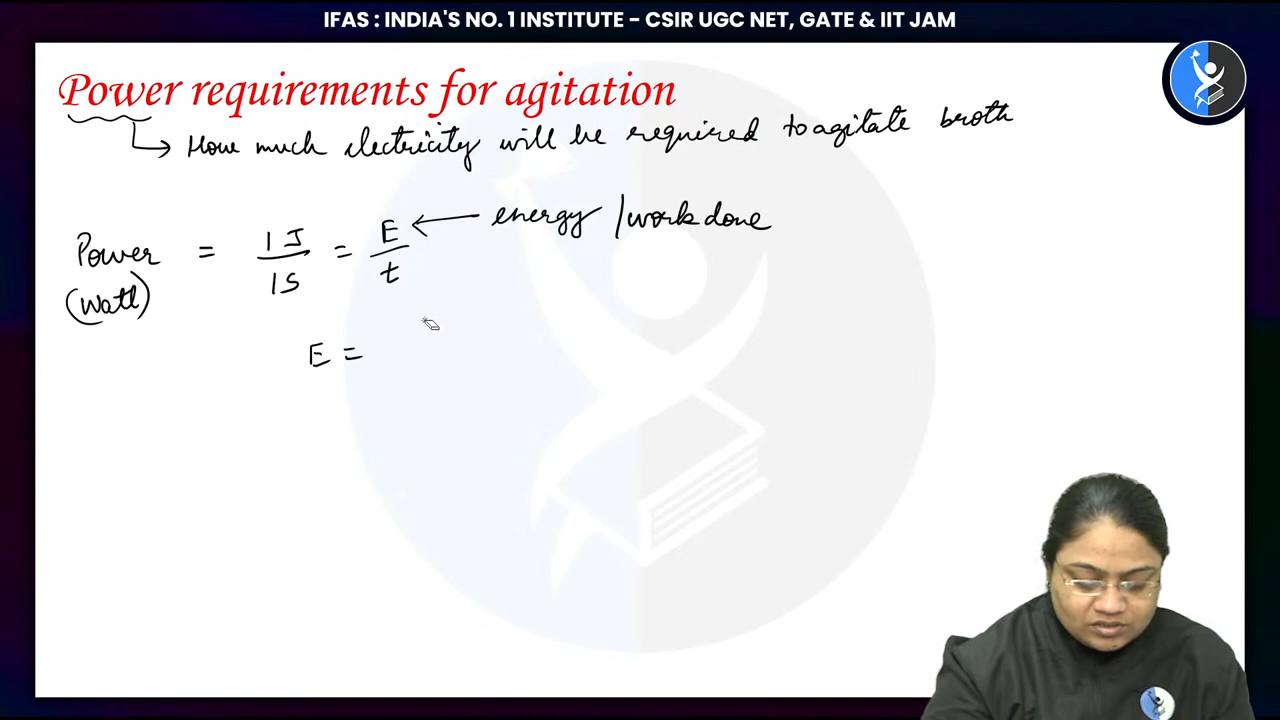 IFAS : INDIA'S NO. 1 INSTITUTE - CSIR UGC NET, GATE & IIT JAM
Power requirements for agitation
How much electricity will be required to agitate broth
Power = 1J/1S = E/t ← energy / work done
(Watt)
E =